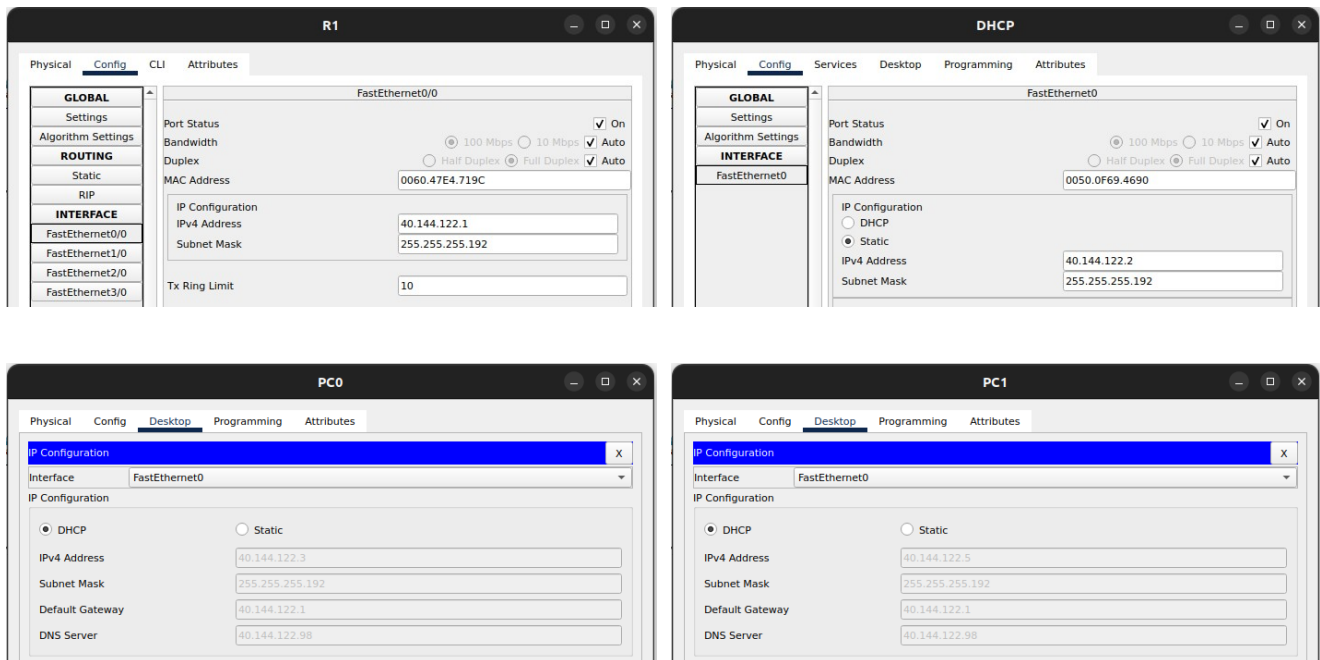 R1
Physical Config CLI Attributes
GLOBAL
Settings
Algorithm Settings
ROUTING
Static
RIP
INTERFACE
FastEthernet0/0
FastEthernet1/0
FastEthernet2/0
FastEthernet3/0
FastEthernet0/0
Port Status On
Bandwidth 100 Mbps 10 Mbps Auto
Duplex Half Duplex Full Duplex Auto
MAC Address 0060.47E4.719C
IP Configuration
IPv4 Address 40.144.122.1
Subnet Mask 255.255.255.192
Tx Ring Limit 10
DHCP
Physical Config Services Desktop Programming Attributes
GLOBAL
Settings
Algorithm Settings
INTERFACE
FastEthernet0
FastEthernet0
Port Status On
Bandwidth 100 Mbps 10 Mbps Auto
Duplex Half Duplex Full Duplex Auto
MAC Address 0050.0F69.4690
IP Configuration
DHCP
Static
IPv4 Address 40.144.122.2
Subnet Mask 255.255.255.192
PC0
Physical Config Desktop Programming Attributes
IP Configuration X
Interface FastEthernet0
IP Configuration
DHCP Static
IPv4 Address 40.144.122.3
Subnet Mask 255.255.255.192
Default Gateway 40.144.122.1
DNS Server 40.144.122.98
PC1
Physical Config Desktop Programming Attributes
IP Configuration X
Interface FastEthernet0
IP Configuration
DHCP Static
IPv4 Address 40.144.122.5
Subnet Mask 255.255.255.192
Default Gateway 40.144.122.1
DNS Server 40.144.122.98